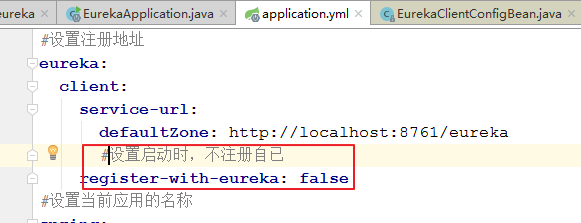 eureka EurekaApplication.java application.yml EurekaClientConfigBean.java
#设置注册地址
eureka:
client:
service-url:
defaultZone: http://localhost:8761/eureka
#设置启动时，不注册自己
register-with-eureka: false
#设置当前应用的名称